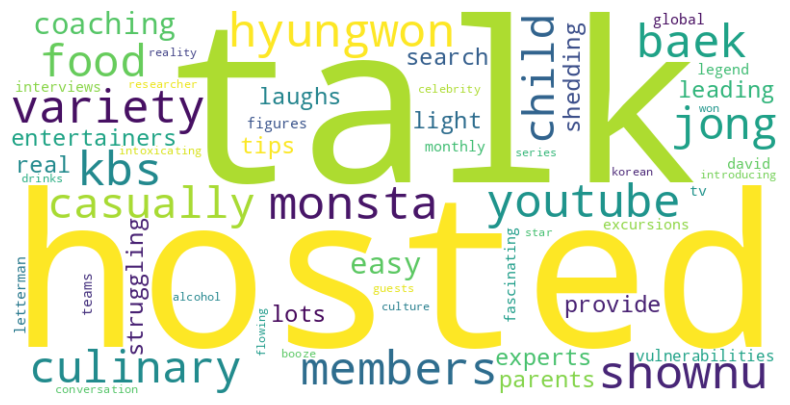 coaching
hyungwon
talk
child
global
food
reality
search
shedding
baek
interviews
researcher
celebrity
legend
variety
laughs
leading
figures
light
won
jong
entertainers
intoxicating
tips
monthly
series
real
kbs
korean
david
drinks
introducing
casually
monsta
youtube
tv
hosted
struggling
star
excursions
letterman
teams
easy
fascinating
alcohol
guests
culture
provide
lots
flowing
booze
culinary
members
experts
vulnerabilities
parents
shownu
conversation